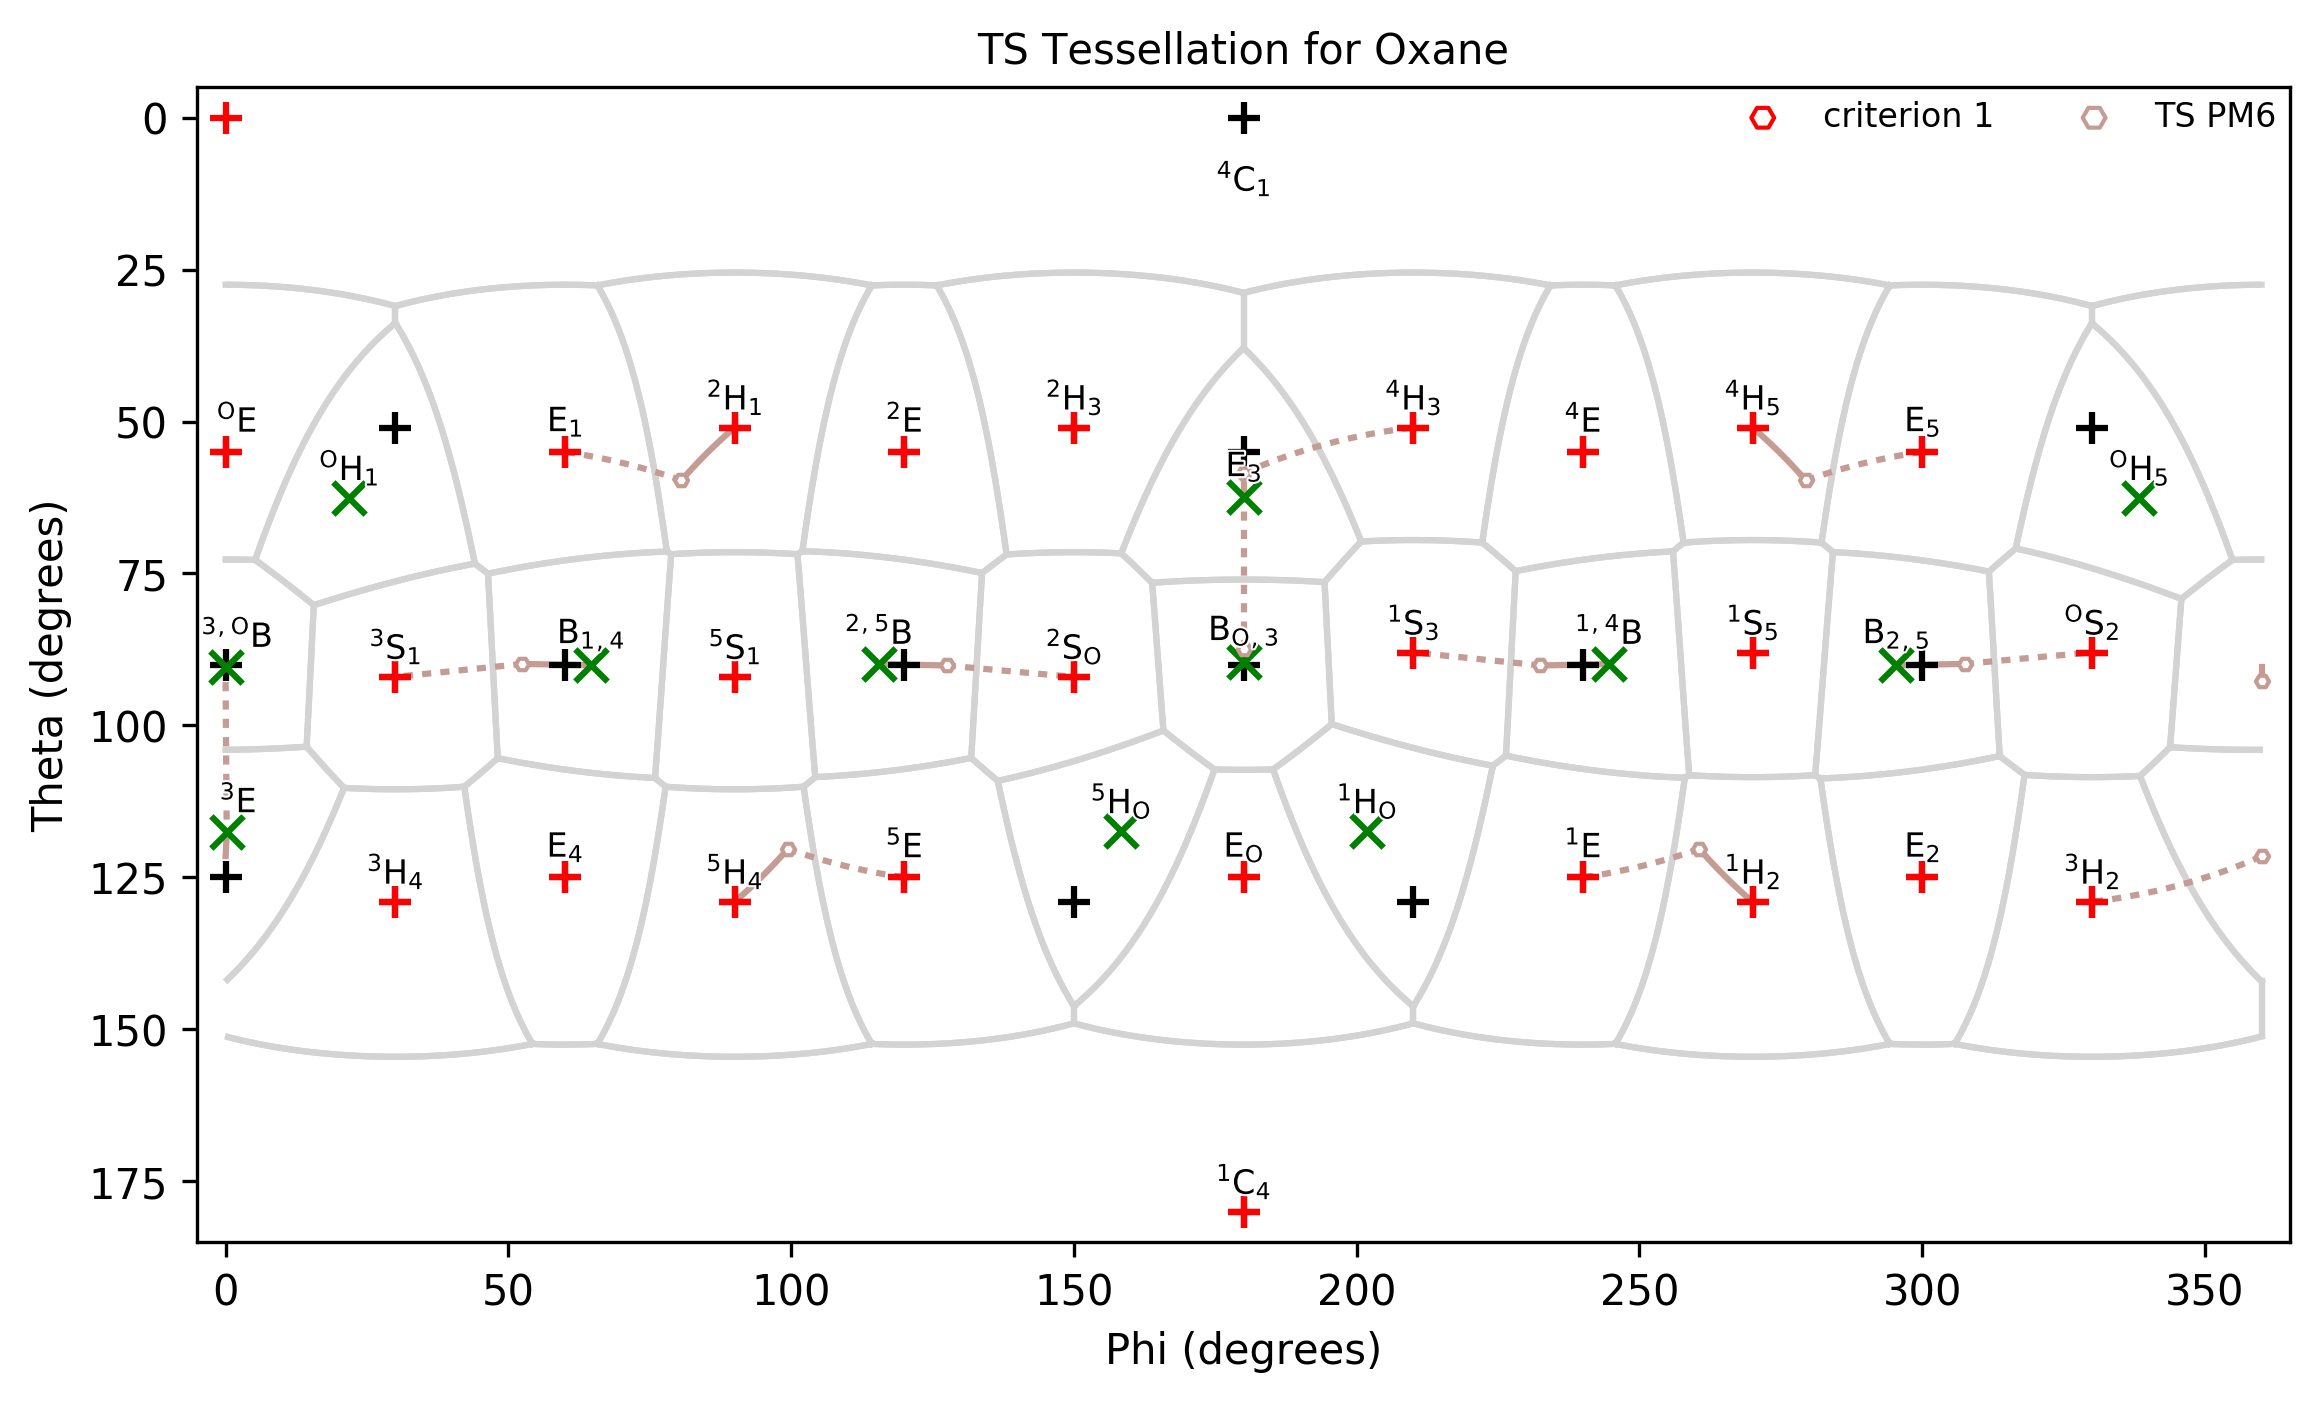 TS Tessellation for Oxane
0
25
50
75
100
125
150
175
Theta (degrees)
criterion 1
TS PM6
⁴C₁
ᴼE
ᴼH₁
E₁
²H₁
²E
²H₃
E₃
⁴H₃
⁴E
⁴H₅
E₅
ᴼH₅
³,ᴼB
³S₁
B₁,₄
⁵S₁
²,⁵B
²Sₒ
Bₒ,₃
¹S₃
¹,⁴B
¹S₅
B₂,₅
ᴼS₂
³E
³H₄
E₄
⁵H₄
⁵E
⁵Hₒ
Eₒ
¹Hₒ
¹E
¹H₂
E₂
³H₂
¹C₄
0
50
100
150
200
250
300
350
Phi (degrees)